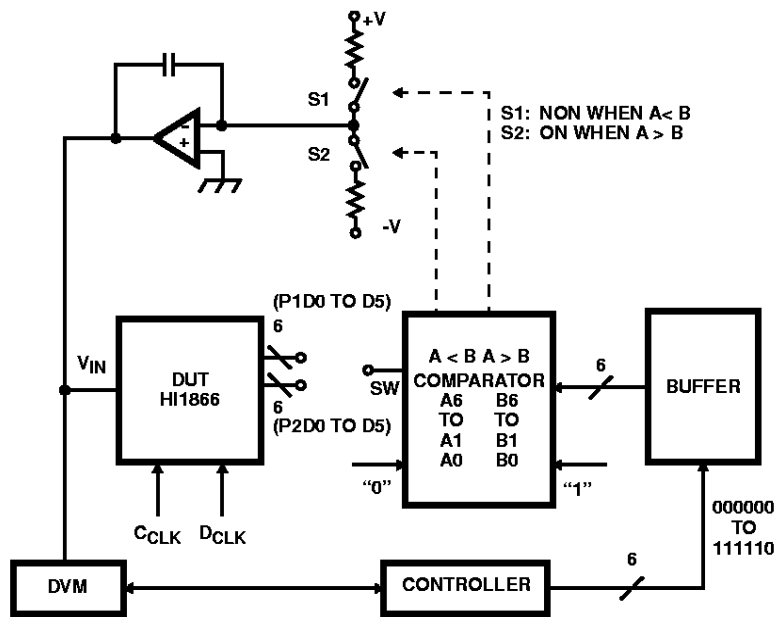 +V
S1
S1: NON WHEN A< B
S2: ON WHEN A > B
-
+
S2
-V
(P1D0 TO D5)
6
VIN
DUT
HI1866
6
(P2D0 TO D5)
SW
A < B A > B
COMPARATOR
A6 B6
TO TO
A1 B1
A0 B0
6
BUFFER
"0"
"1"
CCLK DCLK
000000
TO
111110
DVM
CONTROLLER
6